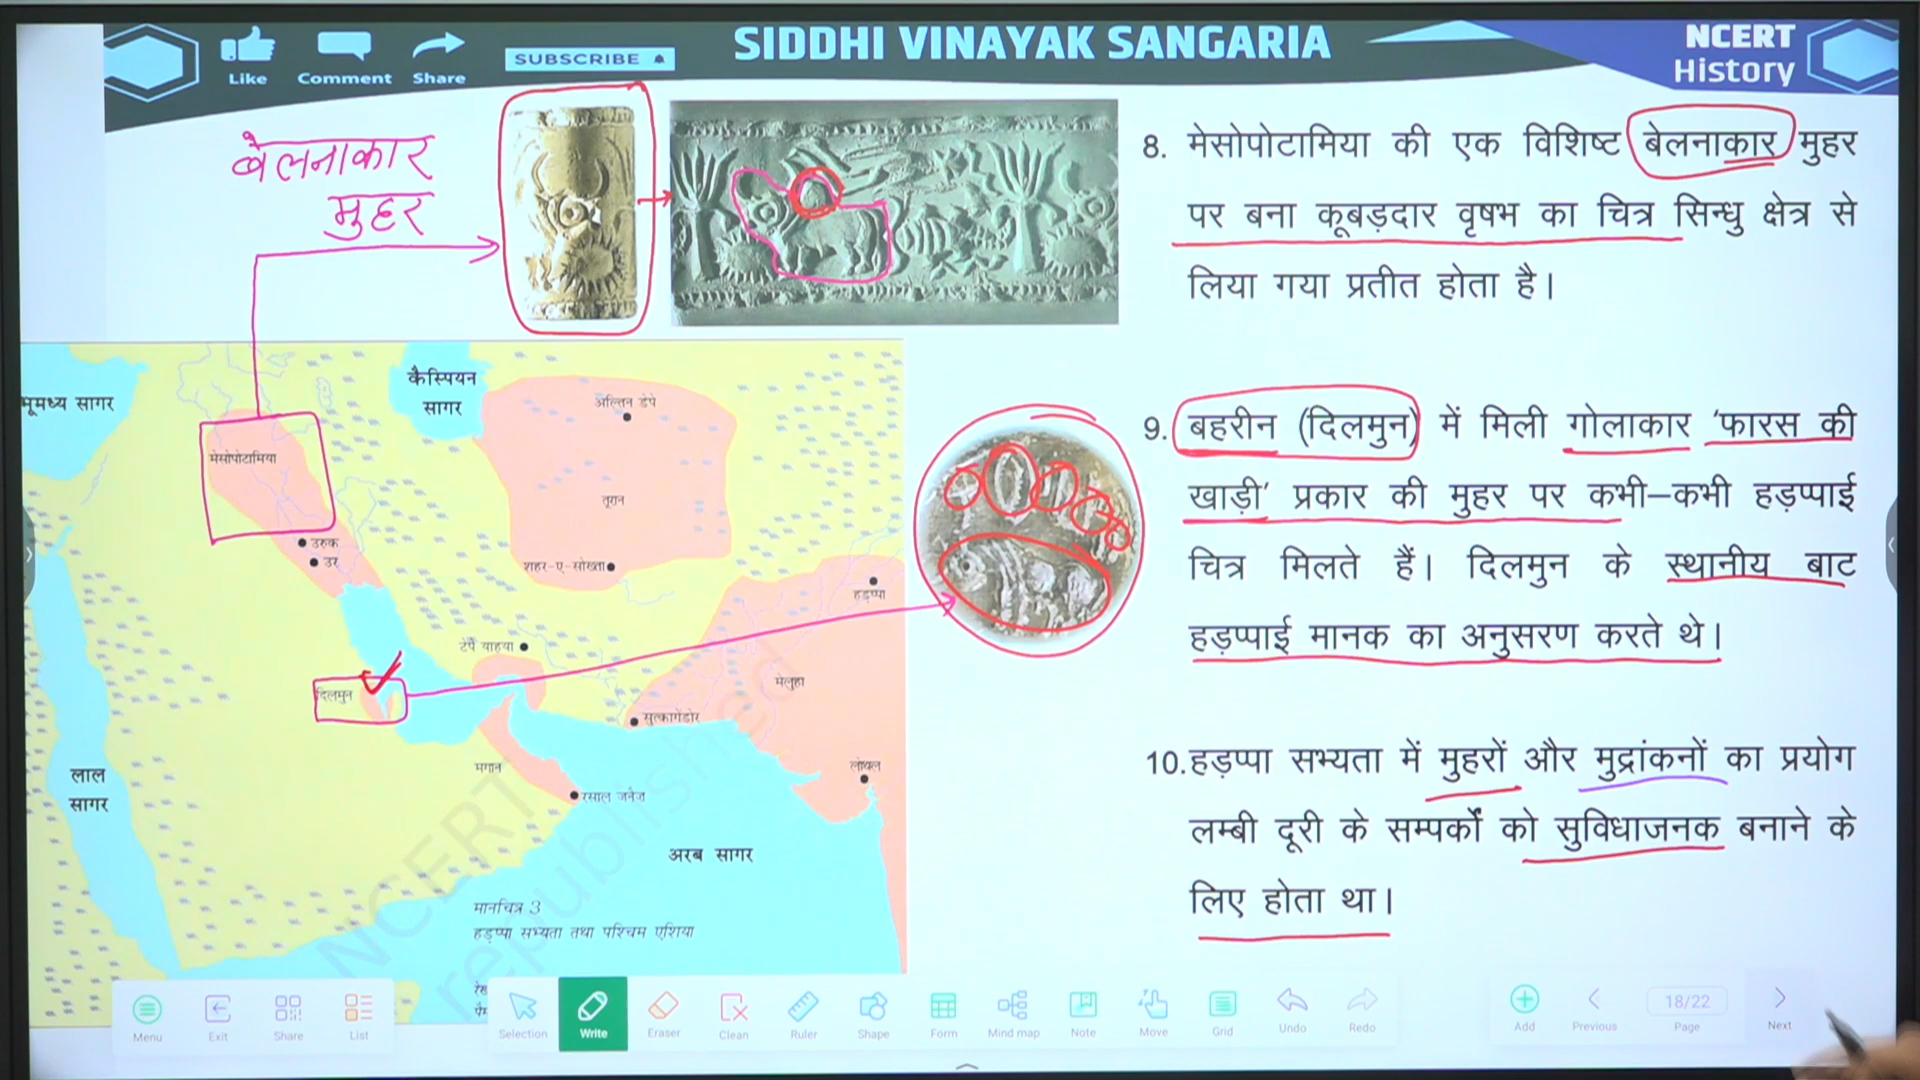 Like
Comment
Share
SUBSCRIBE
SIDDHI VINAYAK SANGARIA
NCERT
History
बेलनाकार
मुहर
8. मेसोपोटामिया की एक विशिष्ट बेलनाकार मुहर
पर बना कूबड़दार वृषभ का चित्र सिन्धु क्षेत्र से
लिया गया प्रतीत होता है।
9. बहरीन (दिलमुन) में मिली गोलाकार 'फारस की
खाड़ी' प्रकार की मुहर पर कभी–कभी हड़प्पाई
चित्र मिलते हैं। दिलमुन के स्थानीय बाट
हड़प्पाई मानक का अनुसरण करते थे।
10. हड़प्पा सभ्यता में मुहरों और मुद्रांकनों का प्रयोग
लम्बी दूरी के सम्पर्कों को सुविधाजनक बनाने के
लिए होता था।
भूमध्य सागर
कैस्पियन
सागर
अल्तिन डेपे
मेसोपोटामिया
तूरान
उरुक
उर
शहर-ए-सोख्ता
हड़प्पा
टेपे याहया
दिलमुन
मेलुहा
सुत्कागेंडोर
लाल
सागर
मगान
लोथल
रसाल जनैज
अरब सागर
मानचित्र 3
हड़प्पा सभ्यता तथा पश्चिम एशिया
NCERT
republished
Menu
Exit
Share
List
Selection
Write
Eraser
Clean
Ruler
Shape
Form
Mind map
Note
Move
Grid
Undo
Redo
Add
Previous
18/22
Page
Next